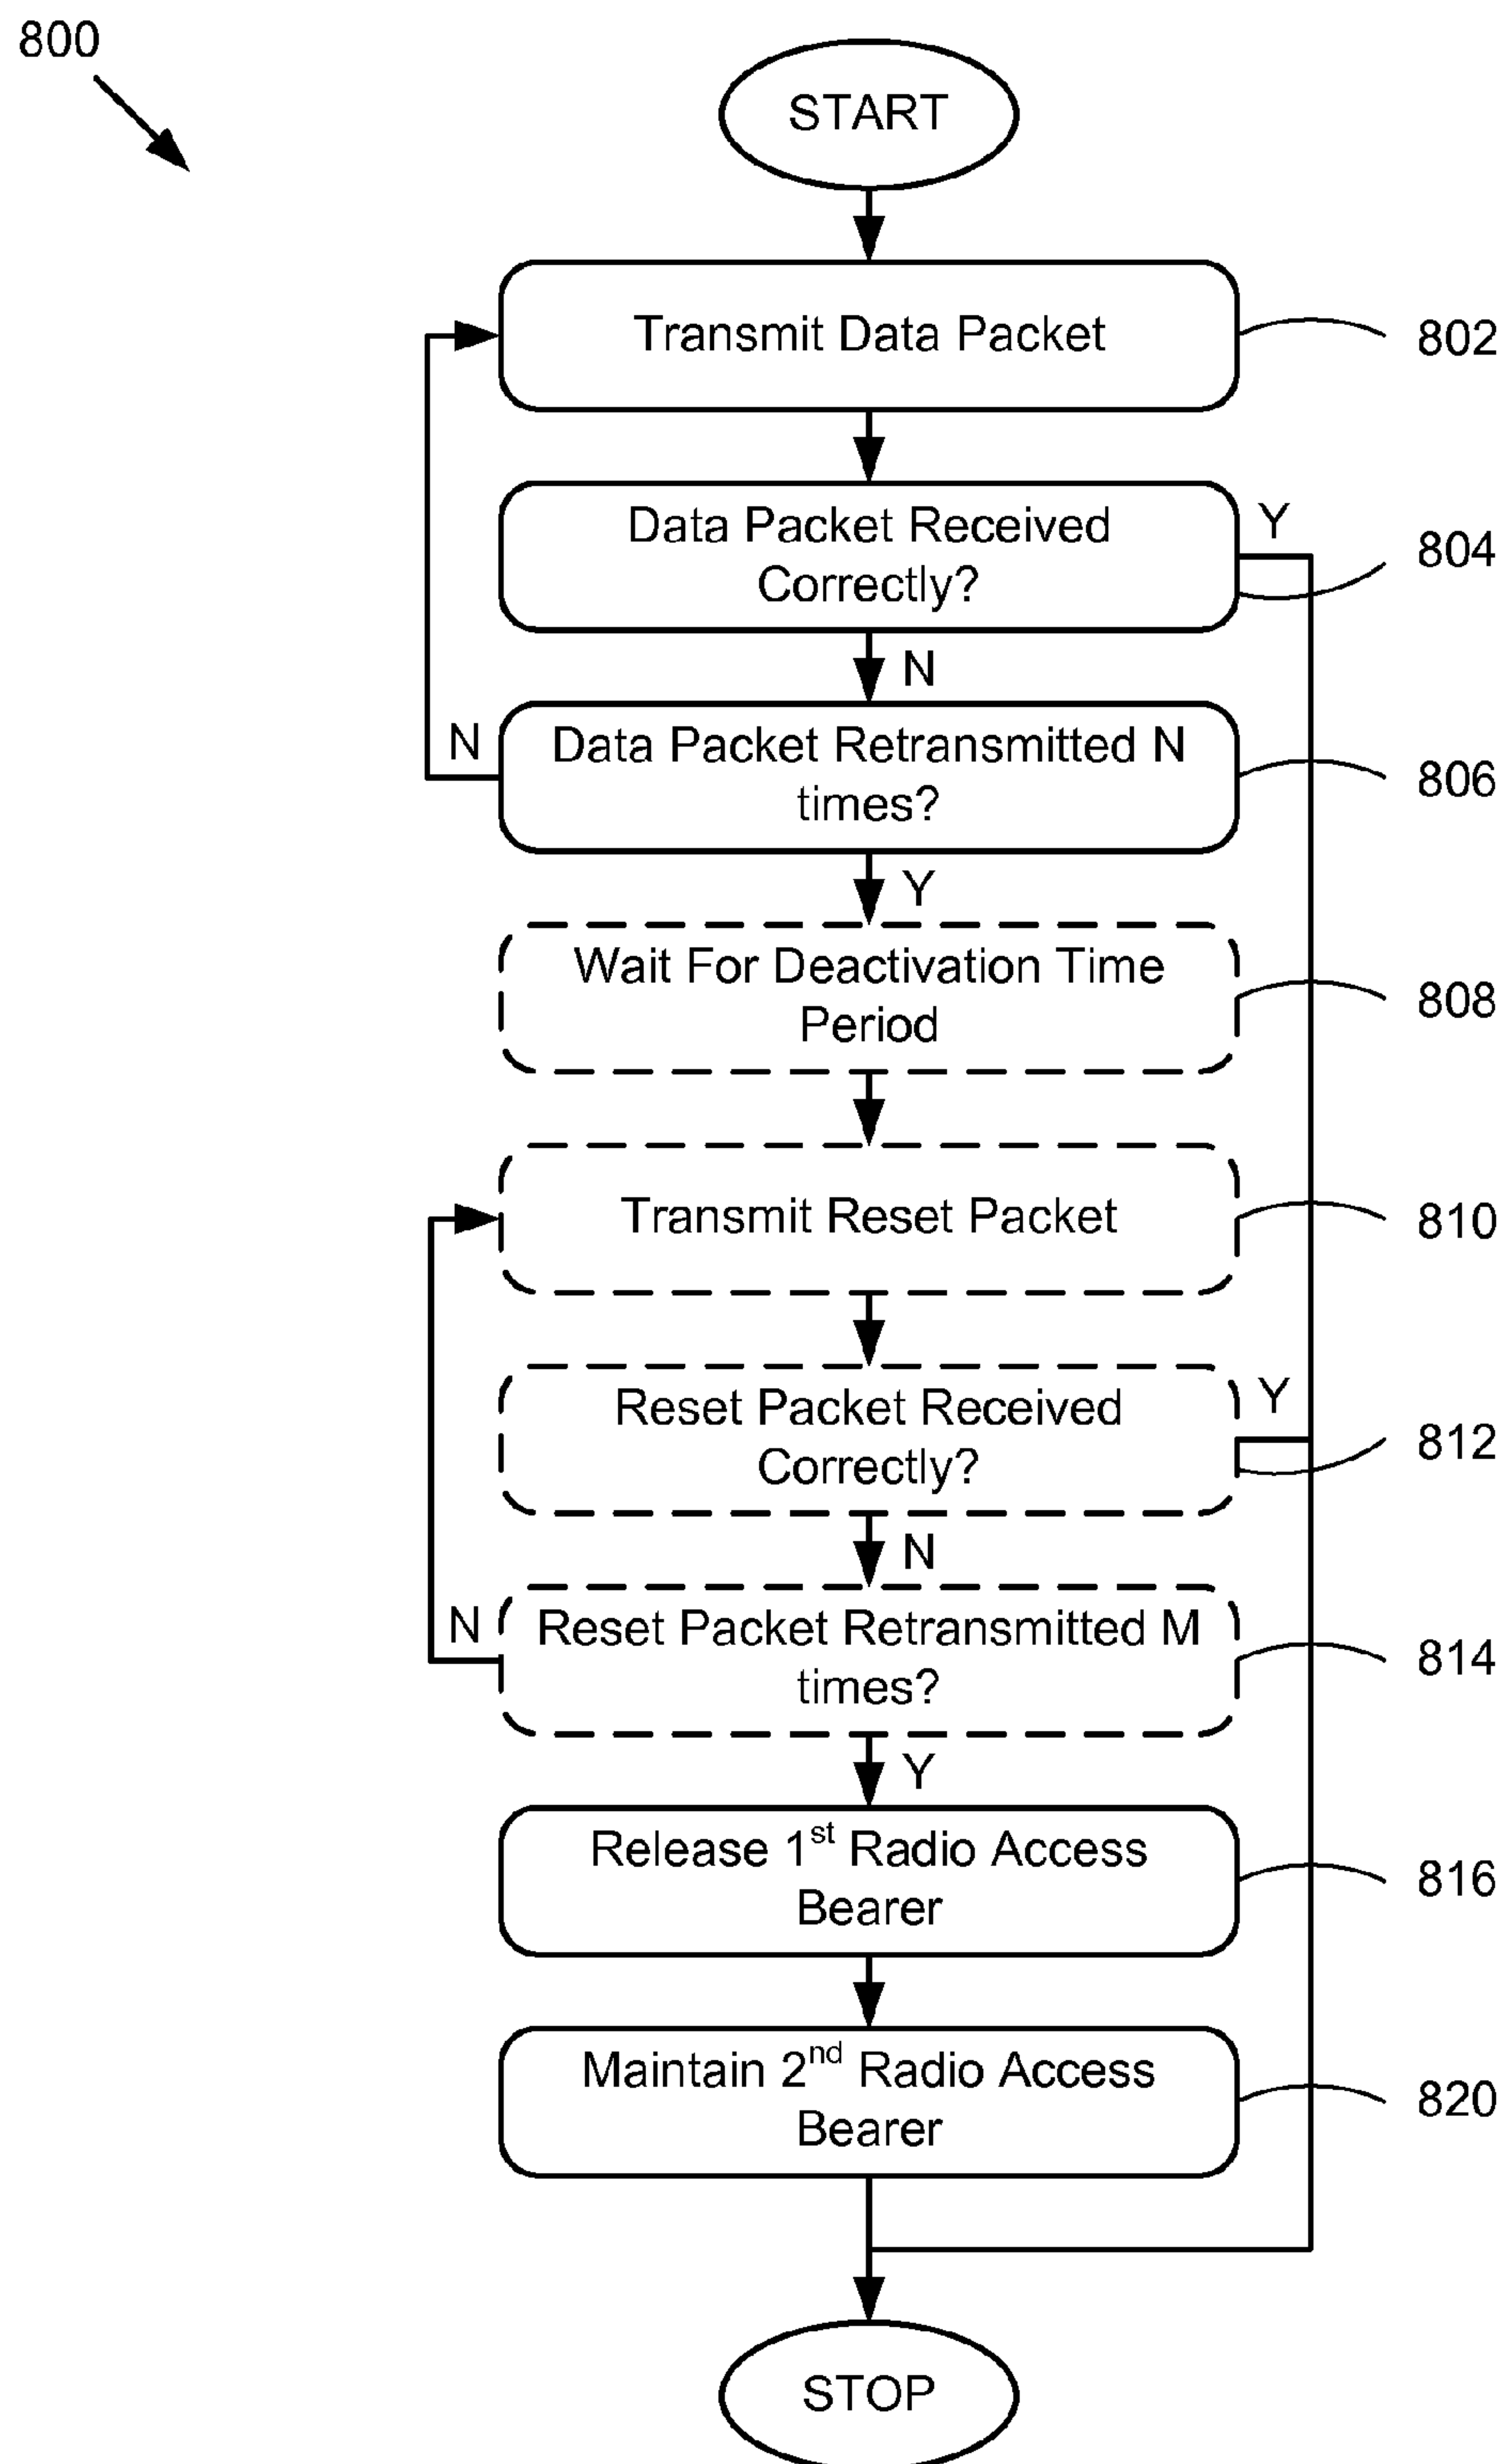 800
START
Transmit Data Packet
802
Data Packet Received
Correctly?
Y
804
N
Data Packet Retransmitted N
times?
N
806
Y
Wait For Deactivation Time
Period
808
Transmit Reset Packet
810
Reset Packet Received
Correctly?
Y
812
N
Reset Packet Retransmitted M
times?
N
814
Y
Release 1st Radio Access
Bearer
816
Maintain 2nd Radio Access
Bearer
820
STOP